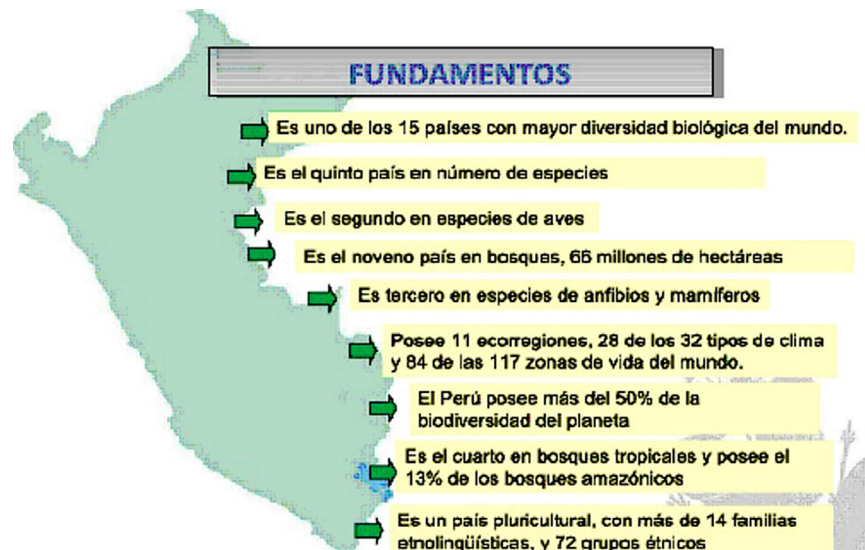 FUNDAMENTOS
Es uno de los 15 países con mayor diversidad biológica del mundo.
Es el quinto país en número de especies
Es el segundo en especies de aves
Es el noveno país en bosques, 66 millones de hectáreas
Es tercero en especies de anfibios y mamíferos
Posee 11 ecorregiones, 28 de los 32 tipos de clima
y 84 de las 117 zonas de vida del mundo.
El Perú posee más del 50% de la
biodiversidad del planeta
Es el cuarto en bosques tropicales y posee el
13% de los bosques amazónicos
Es un país pluricultural, con más de 14 familias
etnolingüísticas, y 72 grupos étnicos